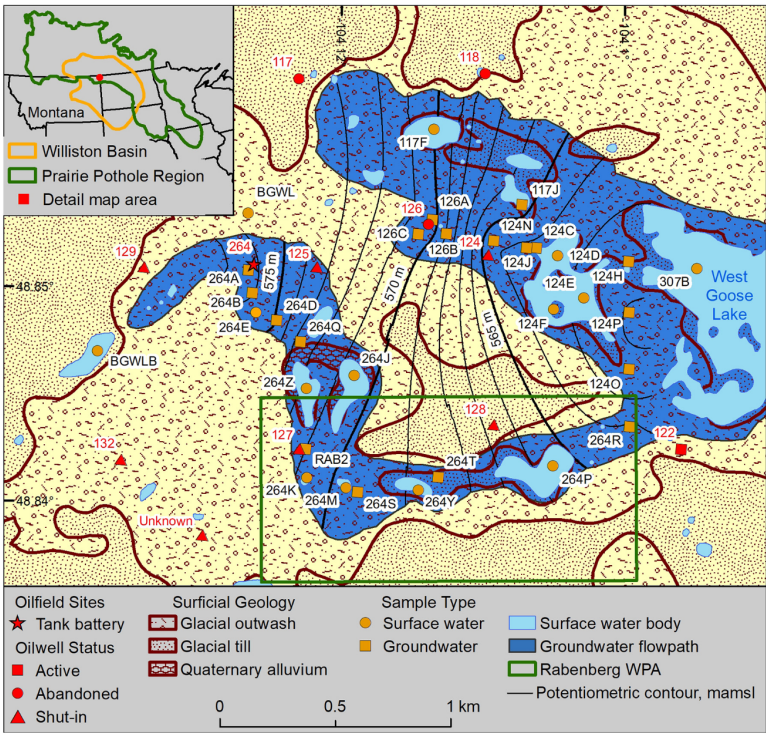 117
118
-104.12
-104.1
Montana
Williston Basin
Prairie Pothole Region
Detail map area
117F
BGWL
117J
126
126A
124N
124C
126C
126B
124
124D
129
264
125
124J
124H
264A
575 m
570 m
124E
307B
West
Goose
Lake
48.85
264B
264D
264E
264Q
565 m
124F
124P
BGWLB
264J
264Z
124Q
128
127
264R
122
132
RAB2
264T
264K
264P
264M
264S
264Y
48.84
Unknown
Oilfield Sites
Tank battery
Oilwell Status
Active
Abandoned
Shut-in
Surficial Geology
Glacial outwash
Glacial till
Quaternary alluvium
Sample Type
Surface water
Groundwater
Surface water body
Groundwater flowpath
Rabenberg WPA
Potentiometric contour, mamsl
0 0.5 1 km